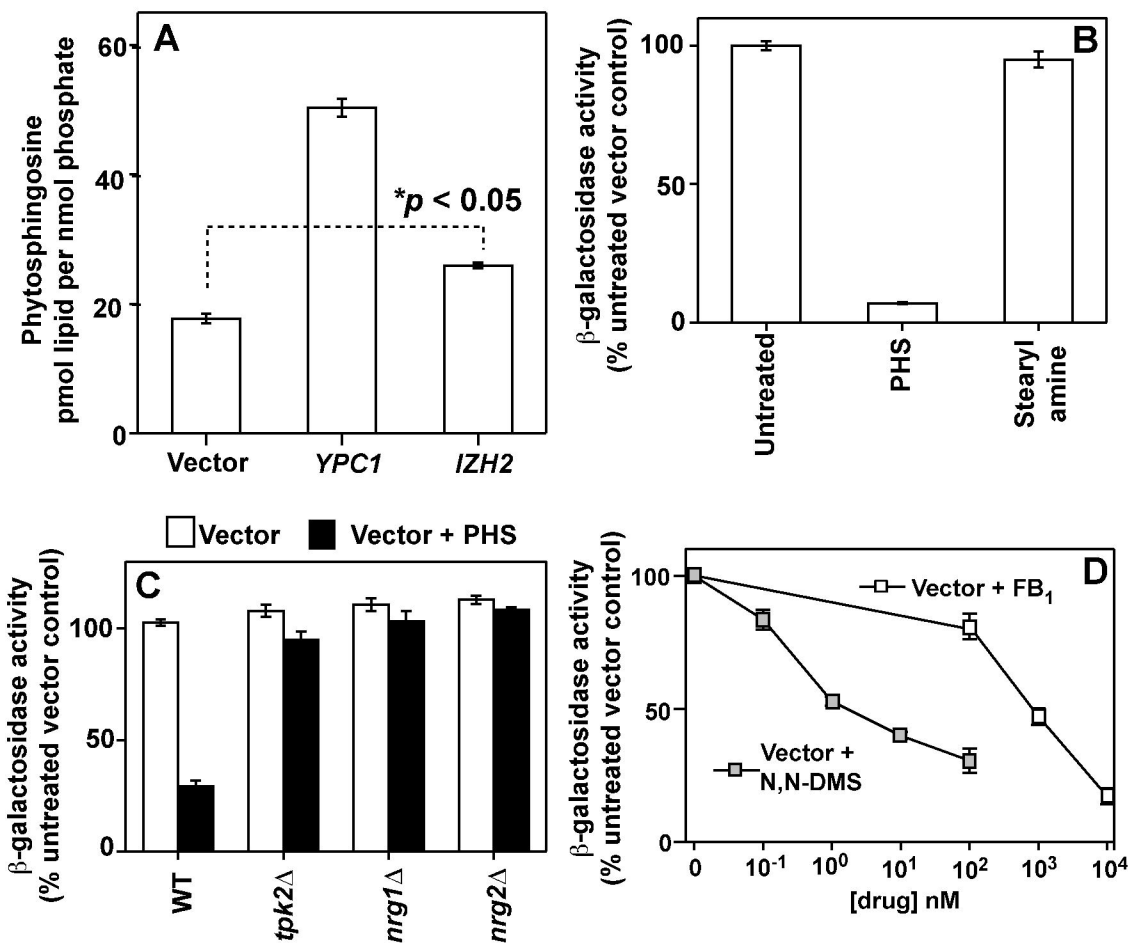 A
Phytosphingosine
pmol lipid per nmol phosphate
60
40
20
0
*p < 0.05
Vector
YPC1
IZH2
B
β-galactosidase activity
(% untreated vector control)
100
50
0
Untreated
PHS
Stearyl
amine
Vector
Vector + PHS
C
β-galactosidase activity
(% untreated vector control)
100
50
0
WT
tpk2Δ
nrg1Δ
nrg2Δ
D
β-galactosidase activity
(% untreated vector control)
100
50
0
Vector + FB₁
Vector +
N,N-DMS
0 10⁻¹ 10⁰ 10¹ 10² 10³ 10⁴
[drug] nM